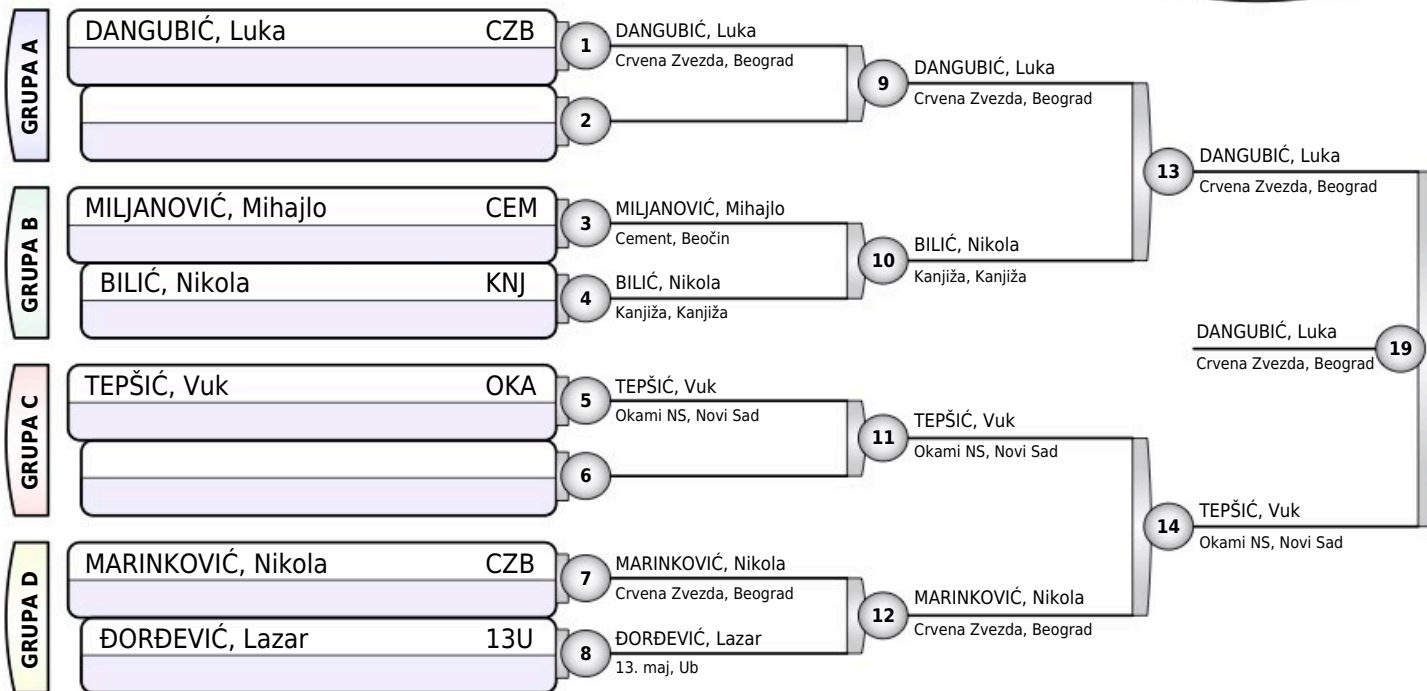 GRUPA A
DANGUBIĆ, Luka CZB
1
DANGUBIĆ, Luka
Crvena Zvezda, Beograd
2
9
DANGUBIĆ, Luka
Crvena Zvezda, Beograd
GRUPA B
MILJANOVIĆ, Mihajlo CEM
3
MILJANOVIĆ, Mihajlo
Cement, Beočin
BILIĆ, Nikola KNJ
4
BILIĆ, Nikola
Kanjiža, Kanjiža
10
BILIĆ, Nikola
Kanjiža, Kanjiža
13
DANGUBIĆ, Luka
Crvena Zvezda, Beograd
GRUPA C
TEPŠIĆ, Vuk OKA
5
TEPŠIĆ, Vuk
Okami NS, Novi Sad
6
11
TEPŠIĆ, Vuk
Okami NS, Novi Sad
GRUPA D
MARINKOVIĆ, Nikola CZB
7
MARINKOVIĆ, Nikola
Crvena Zvezda, Beograd
ĐORĐEVIĆ, Lazar 13U
8
ĐORĐEVIĆ, Lazar
13. maj, Ub
12
MARINKOVIĆ, Nikola
Crvena Zvezda, Beograd
14
TEPŠIĆ, Vuk
Okami NS, Novi Sad
DANGUBIĆ, Luka
Crvena Zvezda, Beograd
19